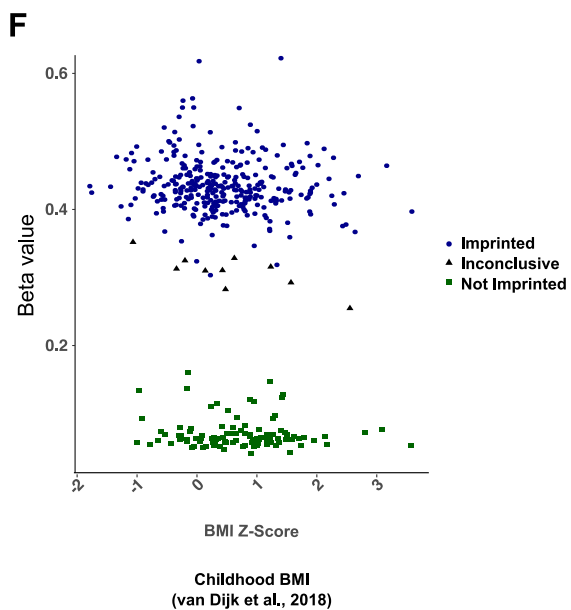 F
Beta value
0.6
0.4
0.2
-2
-1
0
1
2
3
BMI Z-Score
Imprinted
Inconclusive
Not Imprinted
Childhood BMI
(van Dijk et al., 2018)